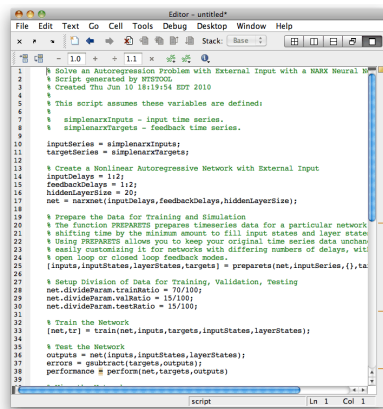 Editor - untitled*
File Edit Text Go Cell Tools Debug Desktop Window Help
Stack: Base
- 1.0 + ÷ 1.1 ×
1 % Solve an Autoregression Problem with External Input with a NARX Neural
2 % Script generated by NTSTOOL
3 % Created Thu Jun 10 18:19:54 EDT 2010
4 %
5 % This script assumes these variables are defined:
6 %
7 % simplenarxInputs - input time series.
8 % simplenarxTargets - feedback time series.
9
10 inputSeries = simplenarxInputs;
11 targetSeries = simplenarxTargets;
12
13 % Create a Nonlinear Autoregressive Network with External Input
14 inputDelays = 1:2;
15 feedbackDelays = 1:2;
16 hiddenLayerSize = 20;
17 net = narxnet(inputDelays,feedbackDelays,hiddenLayerSize);
18
19 % Prepare the Data for Training and Simulation
20 % The function PREPARETS prepares timeseries data for a particular network
21 % shifting time by the minimum amount to fill input states and layer state
22 % Using PREPARETS allows you to keep your original time series data unchan
23 % easily customizing it for networks with differing numbers of delays, wit
24 % open loop or closed loop feedback modes.
25 [inputs,inputStates,layerStates,targets] = preparets(net,inputSeries,{},ta
26
27 % Setup Division of Data for Training, Validation, Testing
28 net.divideParam.trainRatio = 70/100;
29 net.divideParam.valRatio = 15/100;
30 net.divideParam.testRatio = 15/100;
31
32 % Train the Network
33 [net,tr] = train(net,inputs,targets,inputStates,layerStates);
34
35 % Test the Network
36 outputs = net(inputs,inputStates,layerStates);
37 errors = gsubtract(targets,outputs);
38 performance = perform(net,targets,outputs)
39
script Ln 1 Col 1